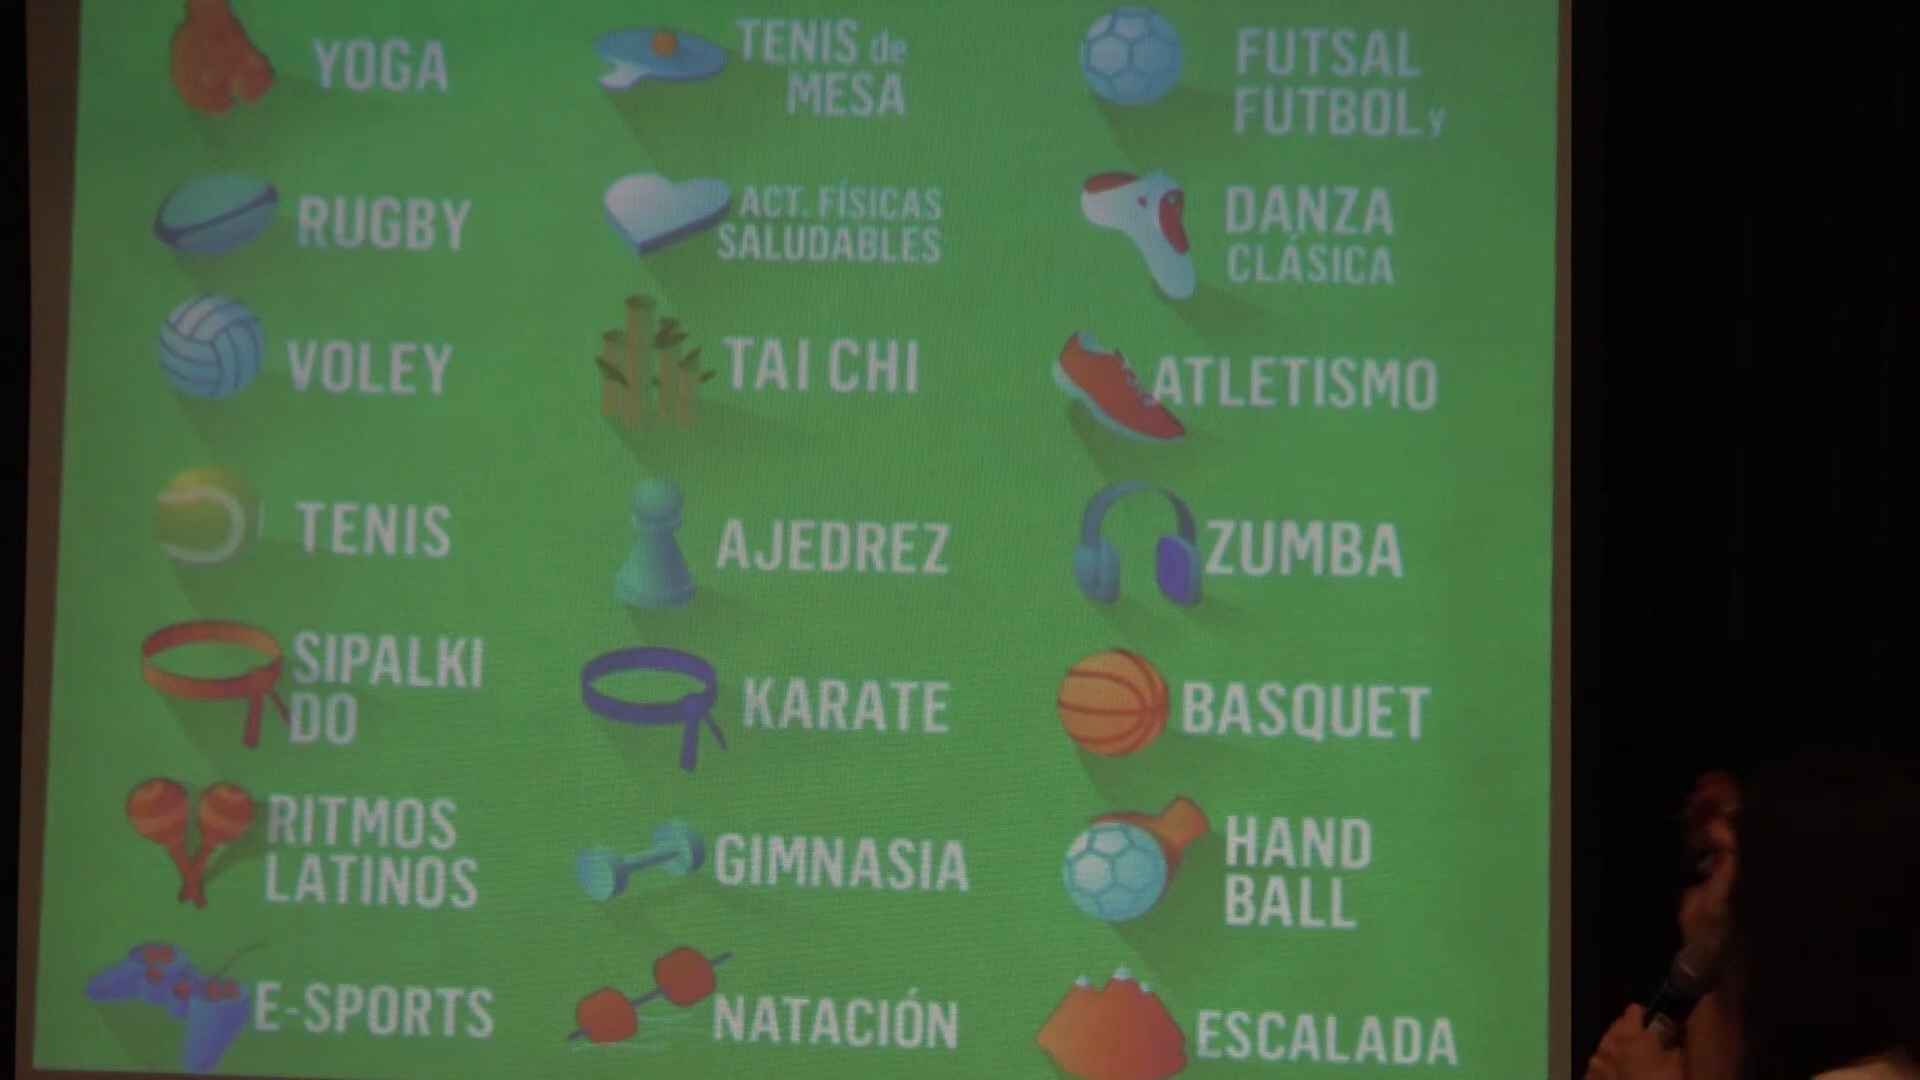 YOGA
TENIS de
MESA
FUTSAL
FUTBOL y
RUGBY
ACT. FÍSICAS
SALUDABLES
DANZA
CLÁSICA
VOLEY
TAI CHI
ATLETISMO
TENIS
AJEDREZ
ZUMBA
SIPALKI
DO
KARATE
BASQUET
RITMOS
LATINOS
GIMNASIA
HAND
BALL
E-SPORTS
NATACIÓN
ESCALADA